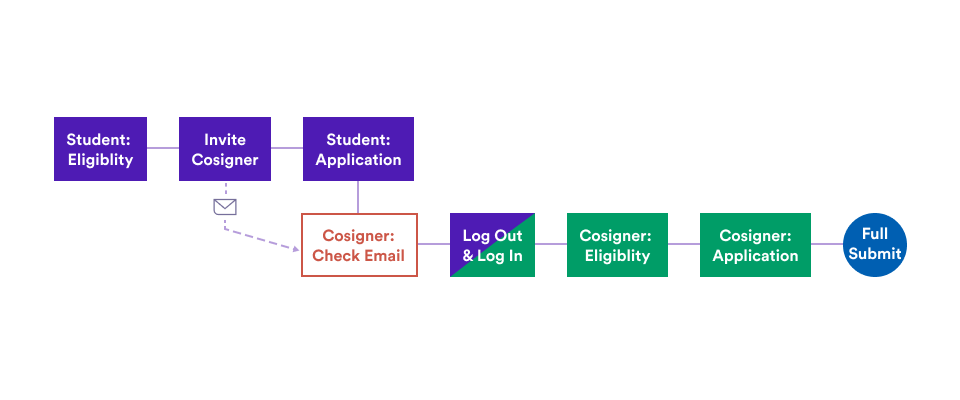 Student:
Eligiblity
Invite
Cosigner
Student:
Application
Cosigner:
Check Email
Log Out
& Log In
Cosigner:
Eligiblity
Cosigner:
Application
Full
Submit